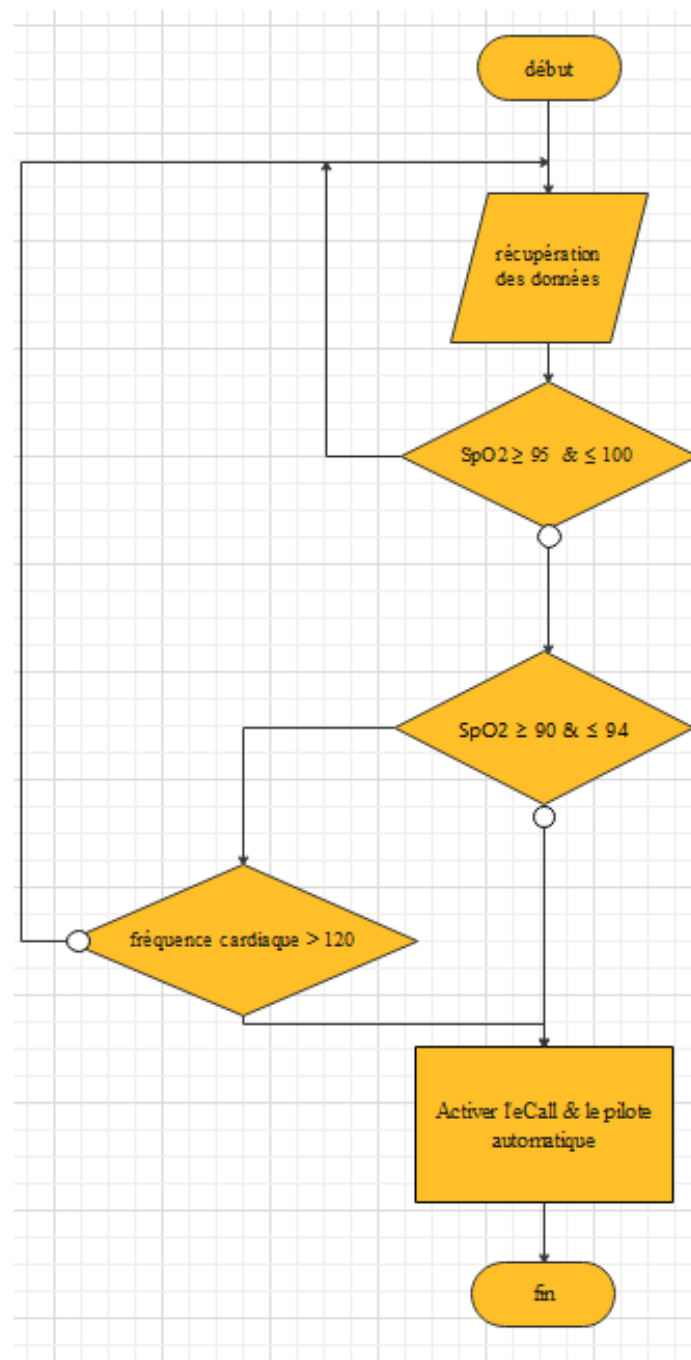 début
récupération
des données
SpO2 ≥ 95 & ≤ 100
SpO2 ≥ 90 & ≤ 94
fréquence cardiaque > 120
Activer l'eCall & le pilote
automatique
fin